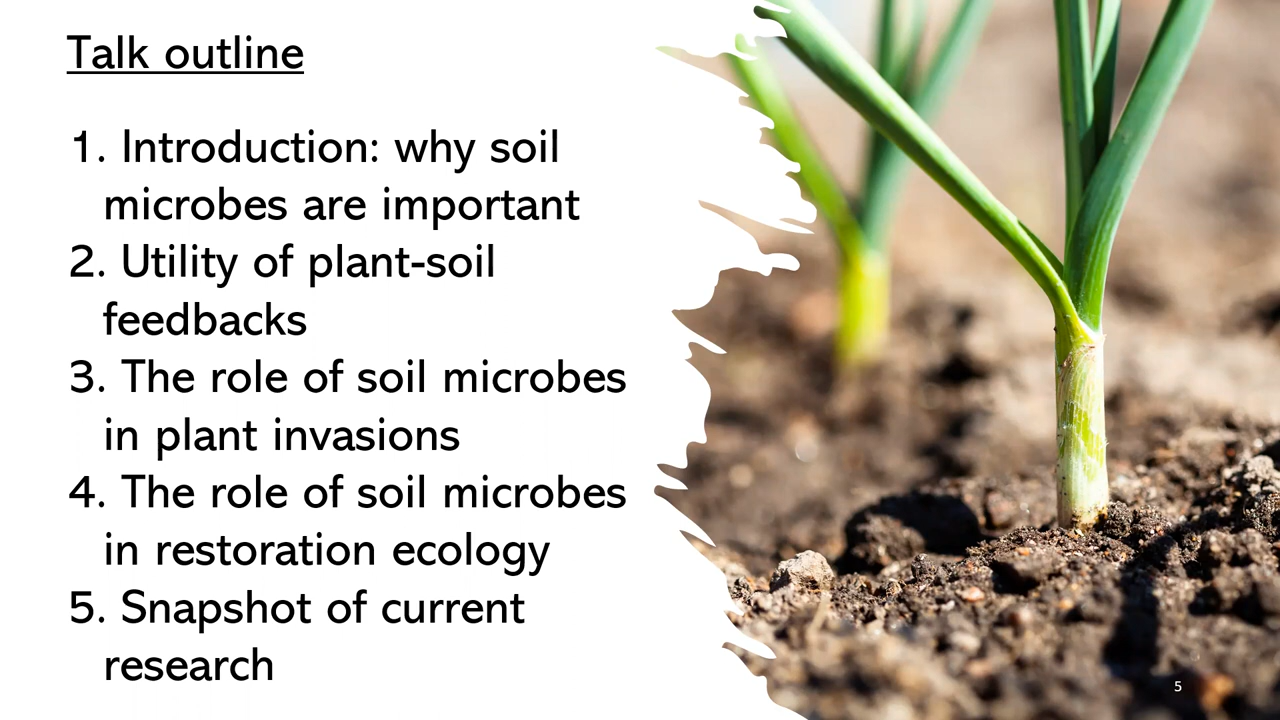 Talk outline
1. Introduction: why soil
microbes are important
2. Utility of plant-soil
feedbacks
3. The role of soil microbes
in plant invasions
4. The role of soil microbes
in restoration ecology
5. Snapshot of current
research
5